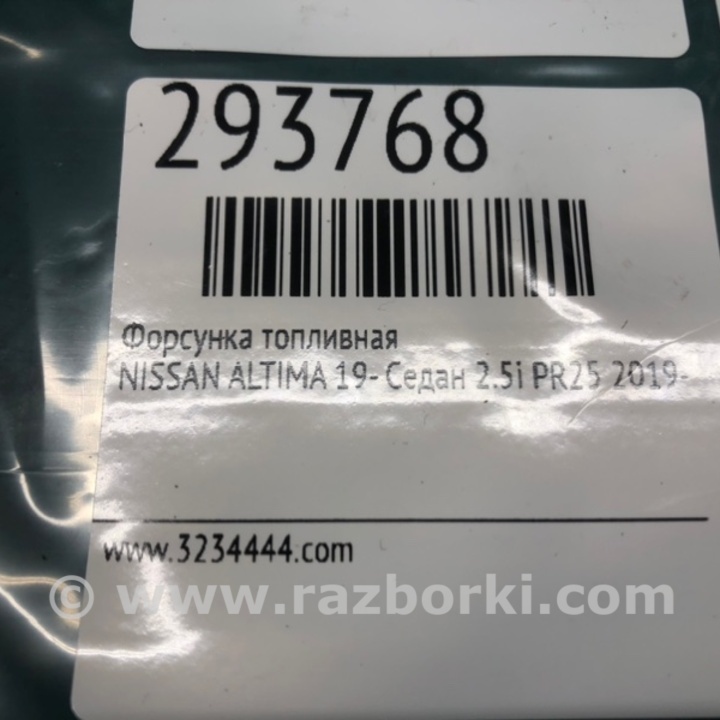 293768
Форсунка топливная
NISSAN ALTIMA 19- Седан 2.5i PR25 2019-
www.3234444.com
© www.razborki.com